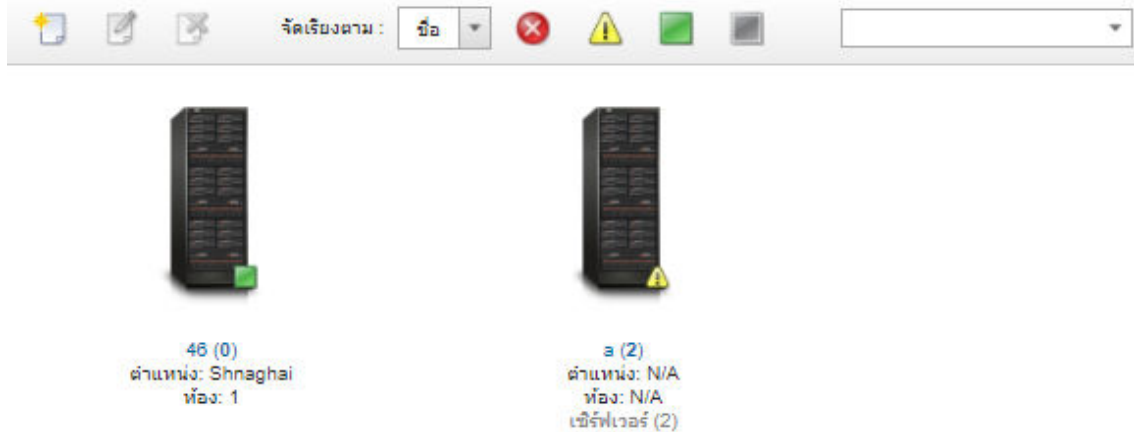 จัดเรียงตาม : ชื่อ
46 (0)
ตำแหน่ง: Shnaghai
ห้อง: 1
a (2)
ตำแหน่ง: N/A
ห้อง: N/A
เซิร์ฟเวอร์ (2)